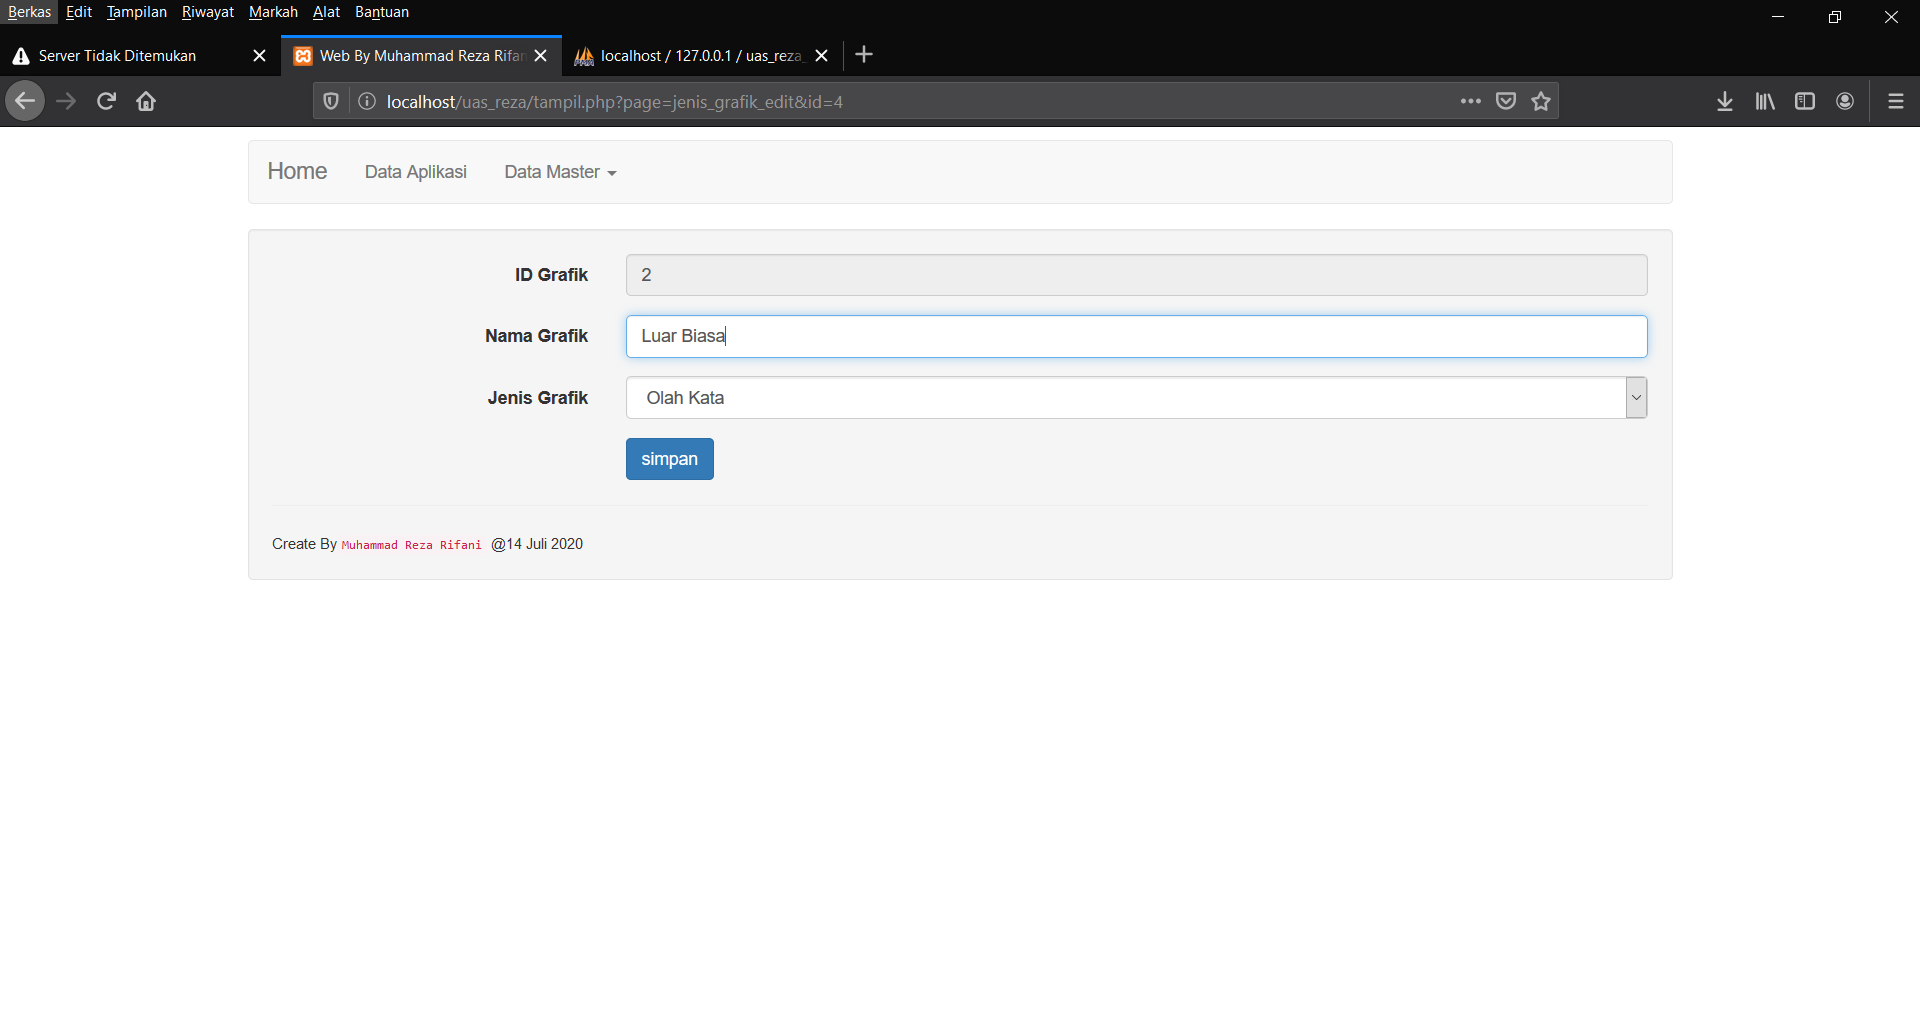 Berkas Edit Tampilan Riwayat Markah Alat Bantuan
Server Tidak Ditemukan
Web By Muhammad Reza Rifan
localhost / 127.0.0.1 / uas_reza_
localhost/uas_reza/tampil.php?page=jenis_grafik_edit&id=4
Home Data Aplikasi Data Master
ID Grafik 2
Nama Grafik Luar Biasa
Jenis Grafik Olah Kata
simpan
Create By Muhammad Reza Rifani @14 Juli 2020